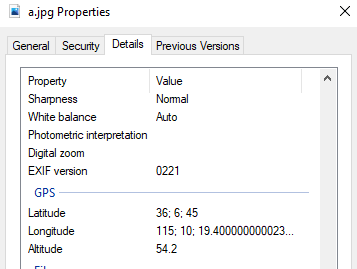 a.jpg Properties
General Security Details Previous Versions
Property Value
Sharpness Normal
White balance Auto
Photometric interpretation
Digital zoom
EXIF version 0221
GPS
Latitude 36; 6; 45
Longitude 115; 10; 19.400000000023...
Altitude 54.2